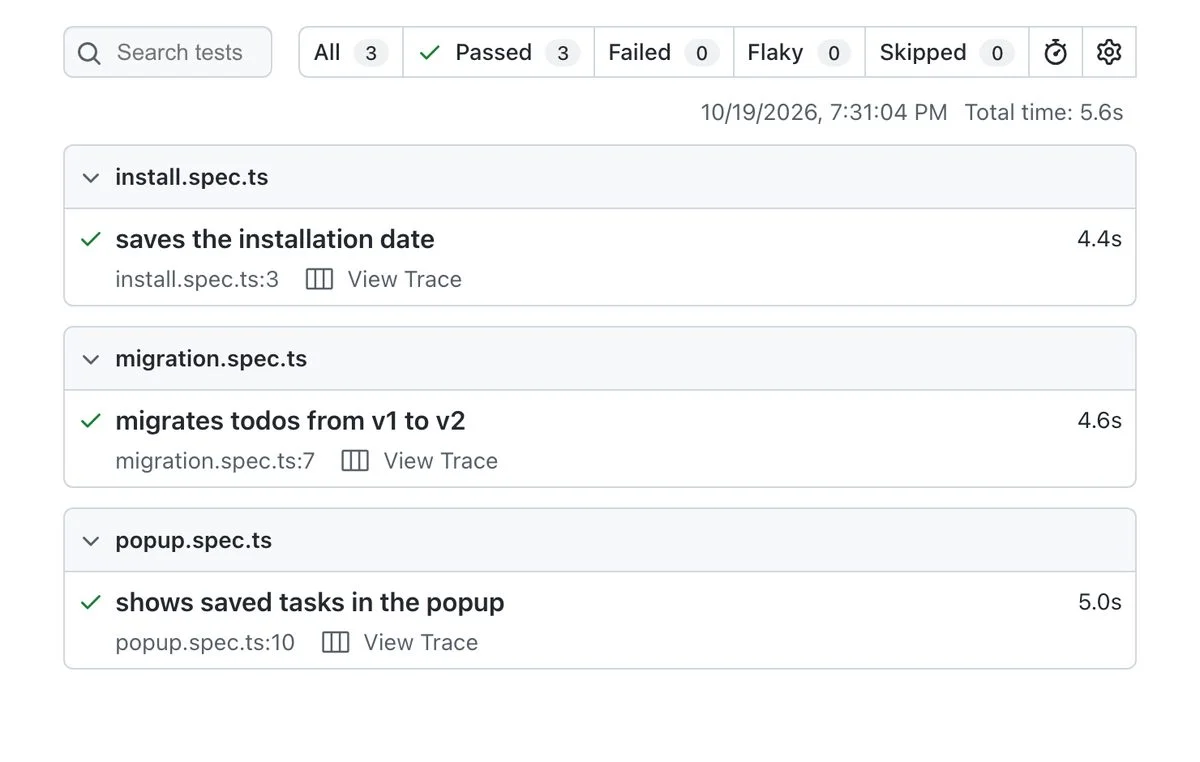 Search tests All 3 Passed 3 Failed 0 Flaky 0 Skipped 0
10/19/2026, 7:31:04 PM Total time: 5.6s
install.spec.ts
saves the installation date 4.4s
install.spec.ts:3 View Trace
migration.spec.ts
migrates todos from v1 to v2 4.6s
migration.spec.ts:7 View Trace
popup.spec.ts
shows saved tasks in the popup 5.0s
popup.spec.ts:10 View Trace